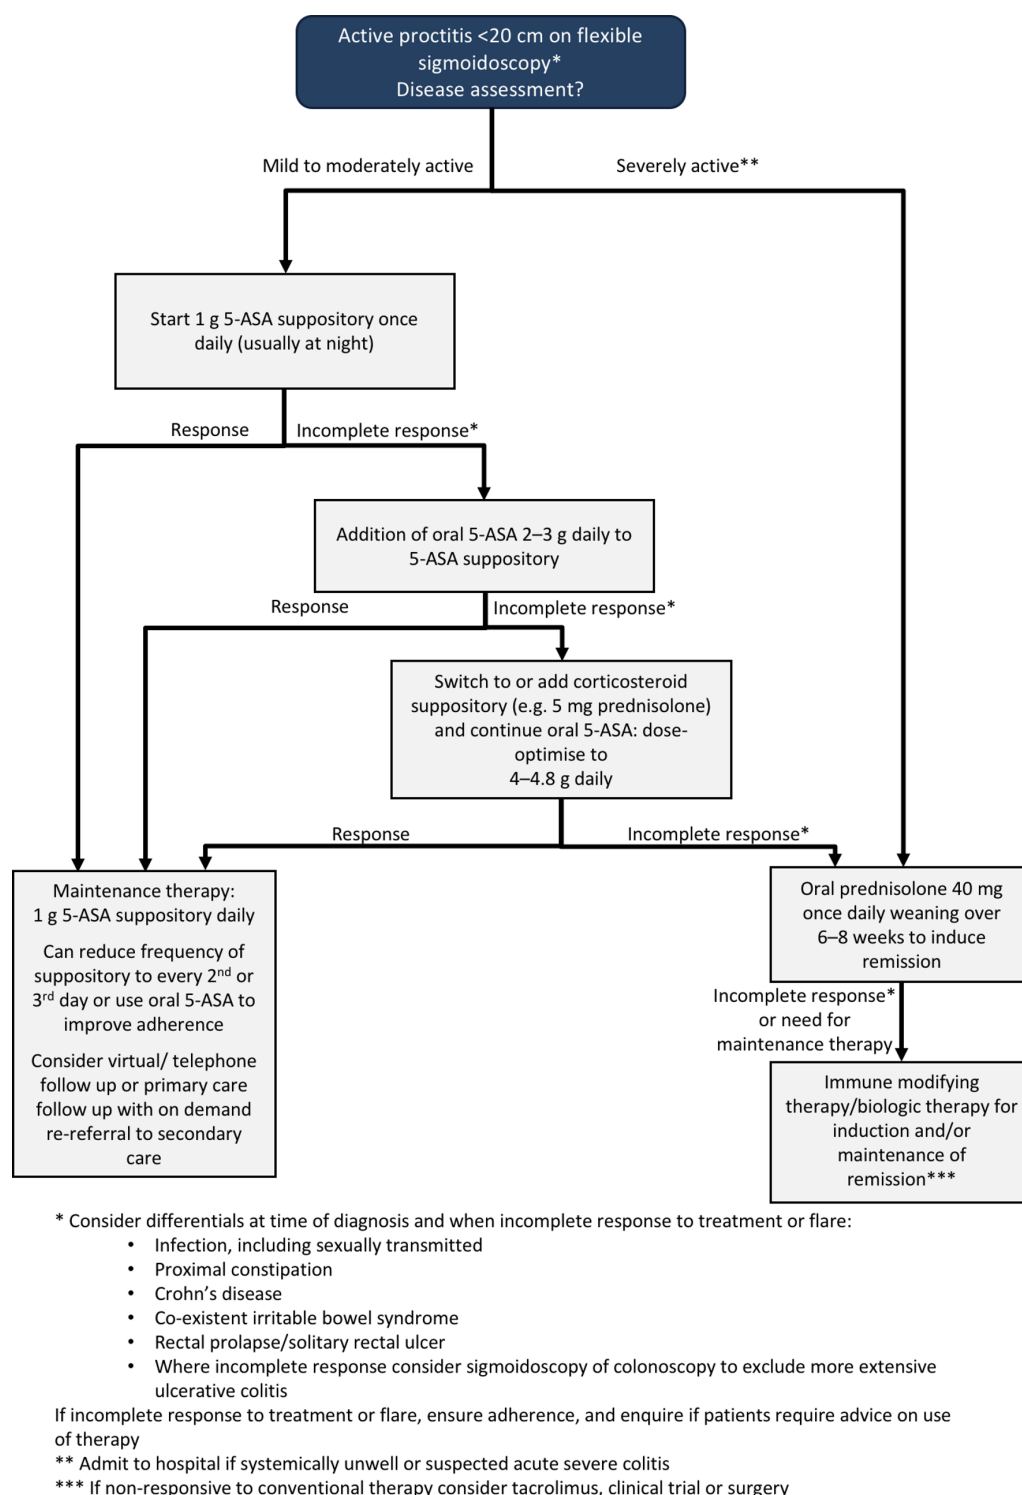 Active proctitis <20 cm on flexible
sigmoidoscopy*
Disease assessment?
Mild to moderately active
Severely active**
Start 1 g 5-ASA suppository once
daily (usually at night)
Response
Incomplete response*
Addition of oral 5-ASA 2–3 g daily to
5-ASA suppository
Response
Incomplete response*
Switch to or add corticosteroid
suppository (e.g. 5 mg prednisolone)
and continue oral 5-ASA: dose-
optimise to
4–4.8 g daily
Response
Incomplete response*
Maintenance therapy:
1 g 5-ASA suppository daily
Can reduce frequency of
suppository to every 2nd or
3rd day or use oral 5-ASA to
improve adherence
Consider virtual/ telephone
follow up or primary care
follow up with on demand
re-referral to secondary
care
Oral prednisolone 40 mg
once daily weaning over
6–8 weeks to induce
remission
Incomplete response*
or need for
maintenance therapy
Immune modifying
therapy/biologic therapy for
induction and/or
maintenance of
remission***
* Consider differentials at time of diagnosis and when incomplete response to treatment or flare:
• Infection, including sexually transmitted
• Proximal constipation
• Crohn’s disease
• Co-existent irritable bowel syndrome
• Rectal prolapse/solitary rectal ulcer
• Where incomplete response consider sigmoidoscopy of colonoscopy to exclude more extensive
ulcerative colitis
If incomplete response to treatment or flare, ensure adherence, and enquire if patients require advice on use
of therapy
** Admit to hospital if systemically unwell or suspected acute severe colitis
*** If non-responsive to conventional therapy consider tacrolimus, clinical trial or surgery